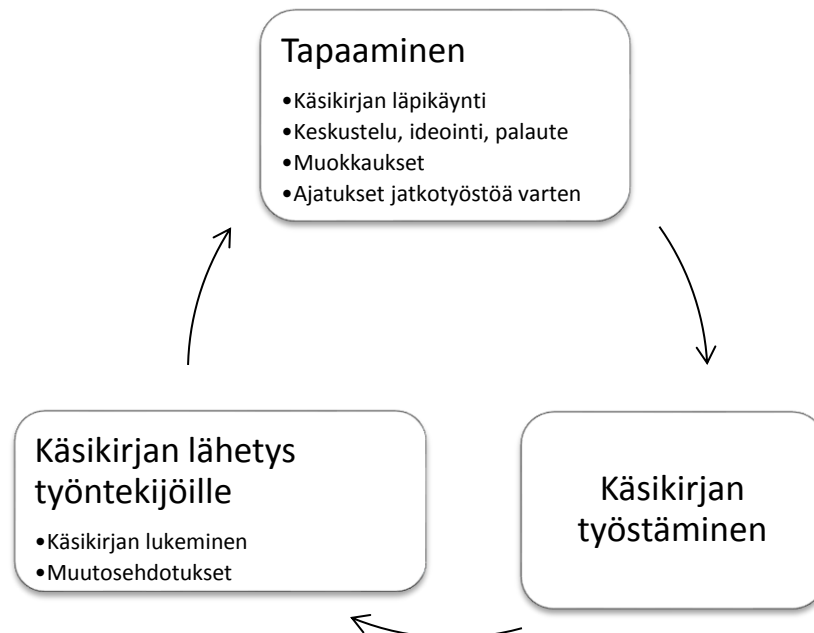 Tapaaminen
•Käsikirjan läpikäynti
•Keskustelu, ideointi, palaute
•Muokkaukset
•Ajatukset jatkotyöstöä varten
Käsikirjan lähetys
työntekijöille
•Käsikirjan lukeminen
•Muutosehdotukset
Käsikirjan
työstäminen